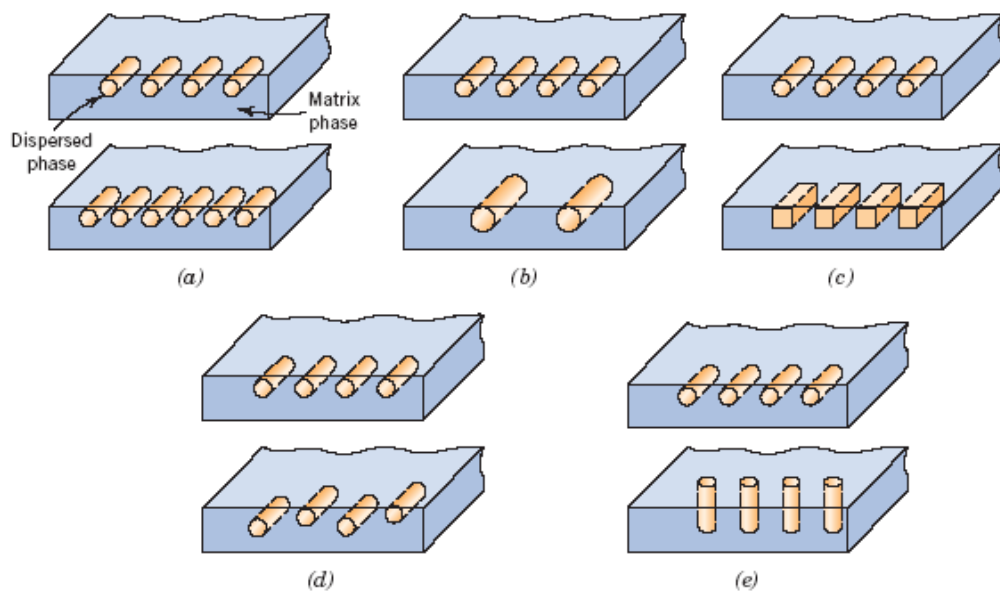 Matrix
phase
Dispersed
phase
(a)
(b)
(c)
(d)
(e)